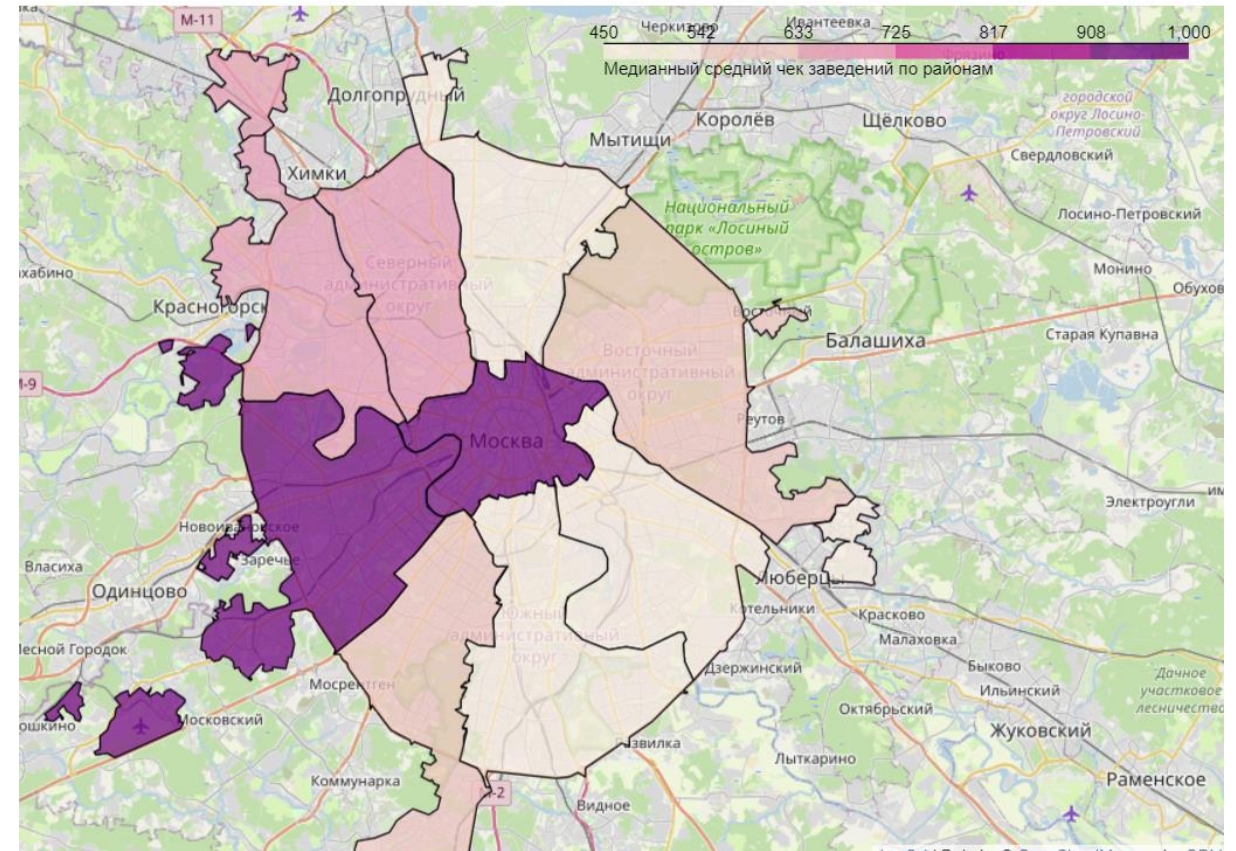 М-11
Черкизово
Ивантеевка
450 542 633 725 817 908 1,000
Фрязино
Медианный средний чек заведений по районам
Долгопрудный
Королёв
Щёлково
городской
округ Лосино-
Петровский
Мытищи
Свердловский
Химки
Национальный
парк «Лосиный
остров»
Лосино-Петровский
Северный
административный
округ
Монино
Обухов
Красногорск
Восточный
Балашиха
Старая Купавна
Восточный
административный
округ
М-9
Реутов
Москва
Электроугли
Новоивановское
Заречье
Власиха
Одинцово
Люберцы
Котельники
Красково
Южный
административный
округ
Малаховка
Лесной Городок
Дзержинский
Быково
"Дачное
участковое
лесничество
Мосрентген
Ильинский
Октябрьский
Московский
Жуковский
Развилка
Лыткарино
Коммунарка
Раменское
Видное